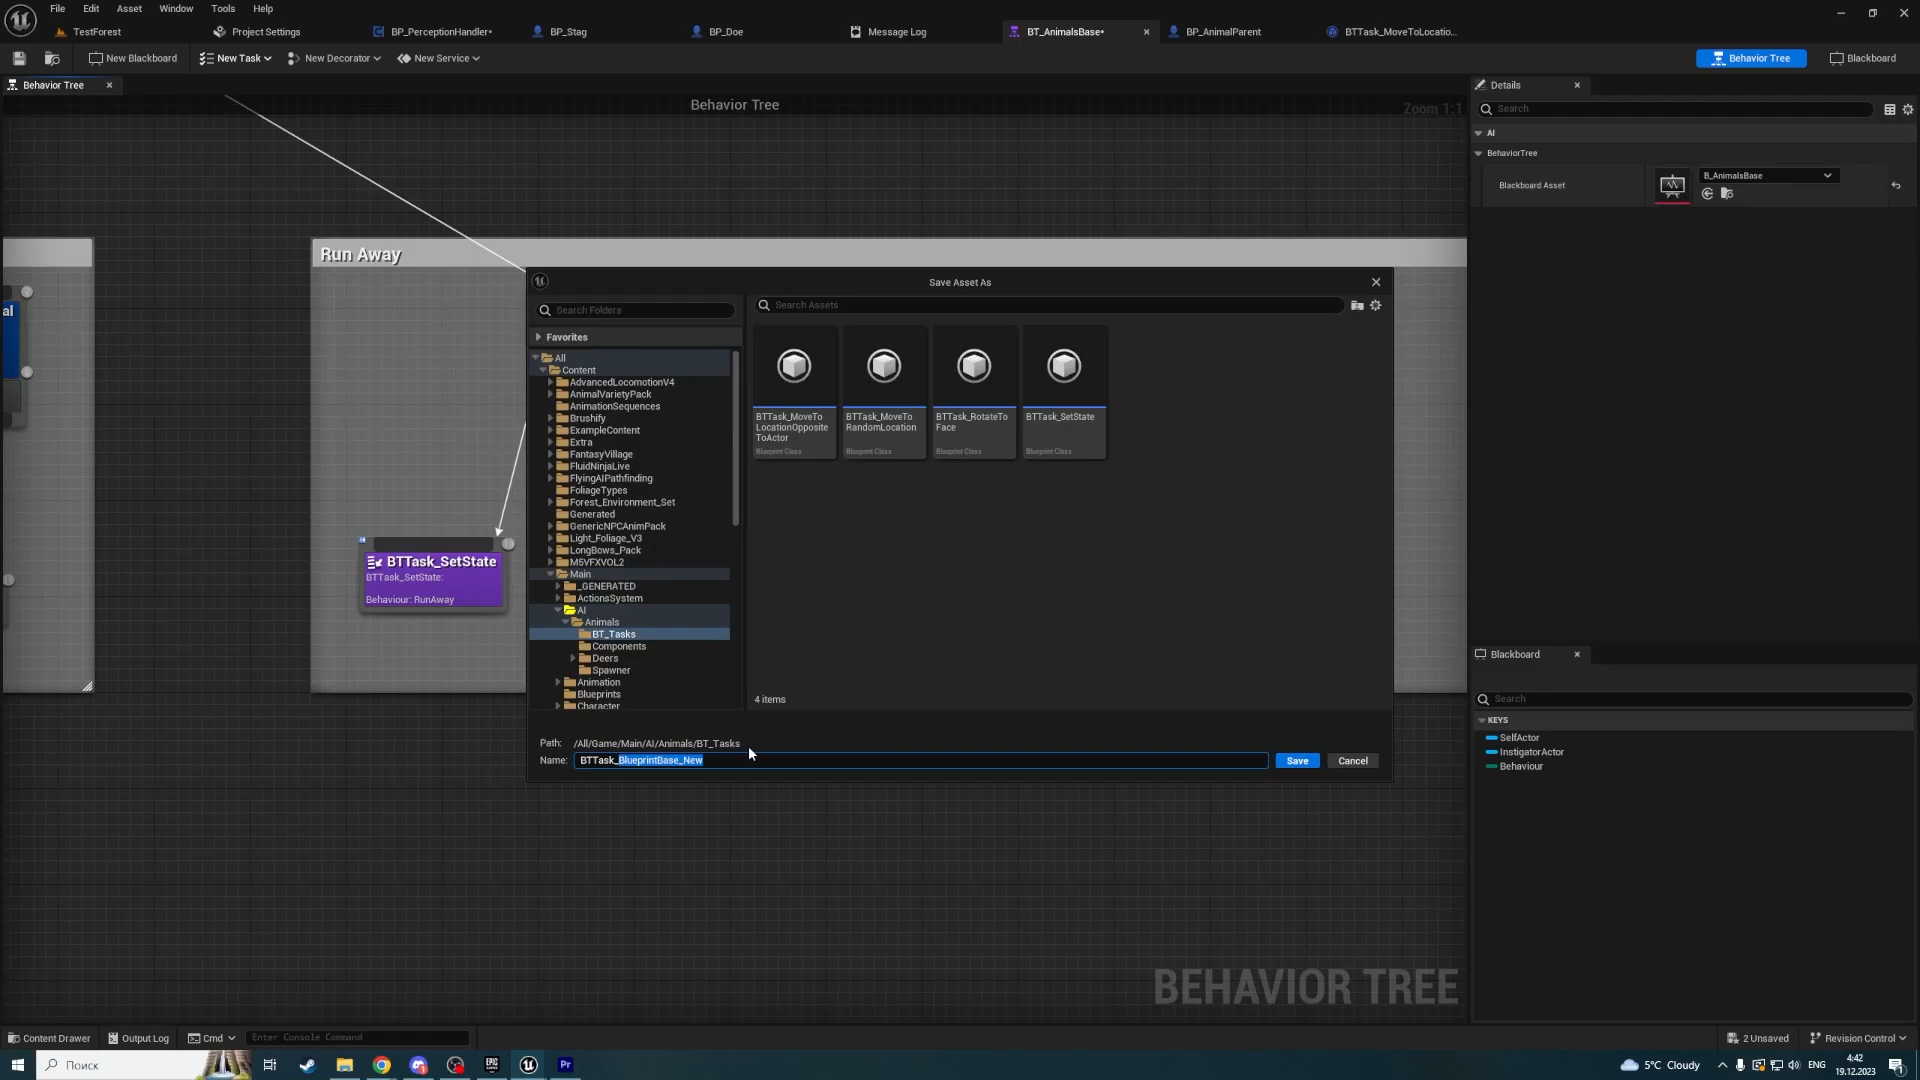 File Edit Asset Window Tools Help
TestForest Project Settings BP_PerceptionHandler• BP_Stag BP_Doe Message Log BT_AnimalsBase• BP_AnimalParent BTTask_MoveToLocatio...
New Blackboard New Task New Decorator New Service Behavior Tree Blackboard
Behavior Tree
Behavior Tree
Zoom 1:1
Details
Search
AI
BehaviorTree
Blackboard Asset
B_AnimalsBase
al
Run Away
BTTask_SetState
BTTask_SetState:
Behaviour: RunAway
Save Asset As
Search Folders
Search Assets
Favorites
All
Content
AdvancedLocomotionV4
AnimalVarietyPack
AnimationSequences
Brushify
ExampleContent
Extra
FantasyVillage
FluidNinjaLive
FlyingAIPathfinding
FoliageTypes
Forest_Environment_Set
Generated
GenericNPCAnimPack
Light_Foliage_V3
LongBows_Pack
M5VFXVOL2
Main
_GENERATED
ActionsSystem
AI
Animals
BT_Tasks
Components
Deers
Spawner
Animation
Blueprints
Character
BTTask_MoveTo
LocationOpposite
ToActor
Blueprint Class
BTTask_MoveTo
RandomLocation
Blueprint Class
BTTask_RotateTo
Face
Blueprint Class
BTTask_SetState
Blueprint Class
4 items
Path: /All/Game/Main/AI/Animals/BT_Tasks
Name: BTTask_BlueprintBase_New
Save Cancel
Blackboard
Search
KEYS
SelfActor
InstigatorActor
Behaviour
BEHAVIOR TREE
Content Drawer Output Log Cmd Enter Console Command 2 Unsaved Revision Control
Поиск
EPIC GAMES
Pr
5°C Cloudy
ENG
4:42
19.12.2023
1